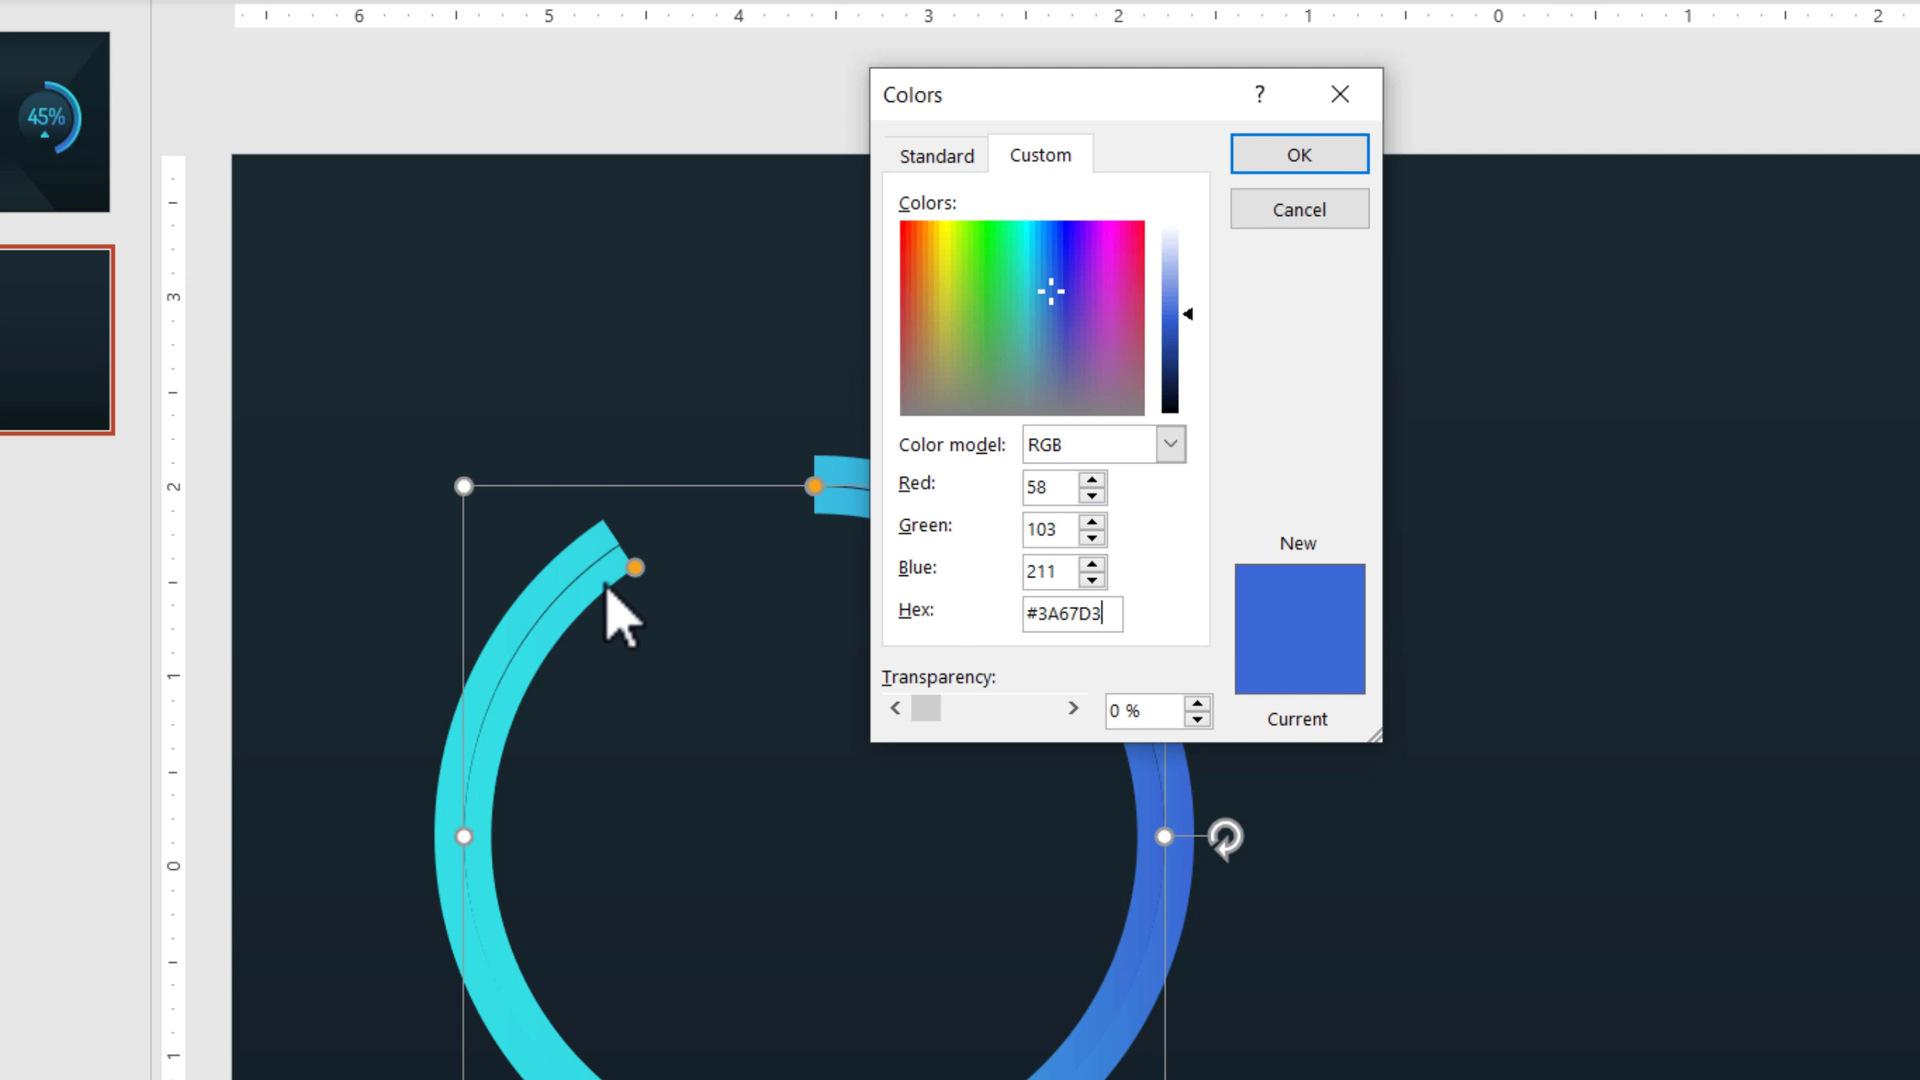 6 5 4 3 2 1 0 1 2
45%
Colors ?
Standard Custom OK
Cancel
Colors:
3
Color model: RGB
2
Red: 58
Green: 103
New
Blue: 211
Hex: #3A67D3
1
Transparency:
0 %
Current
0
1